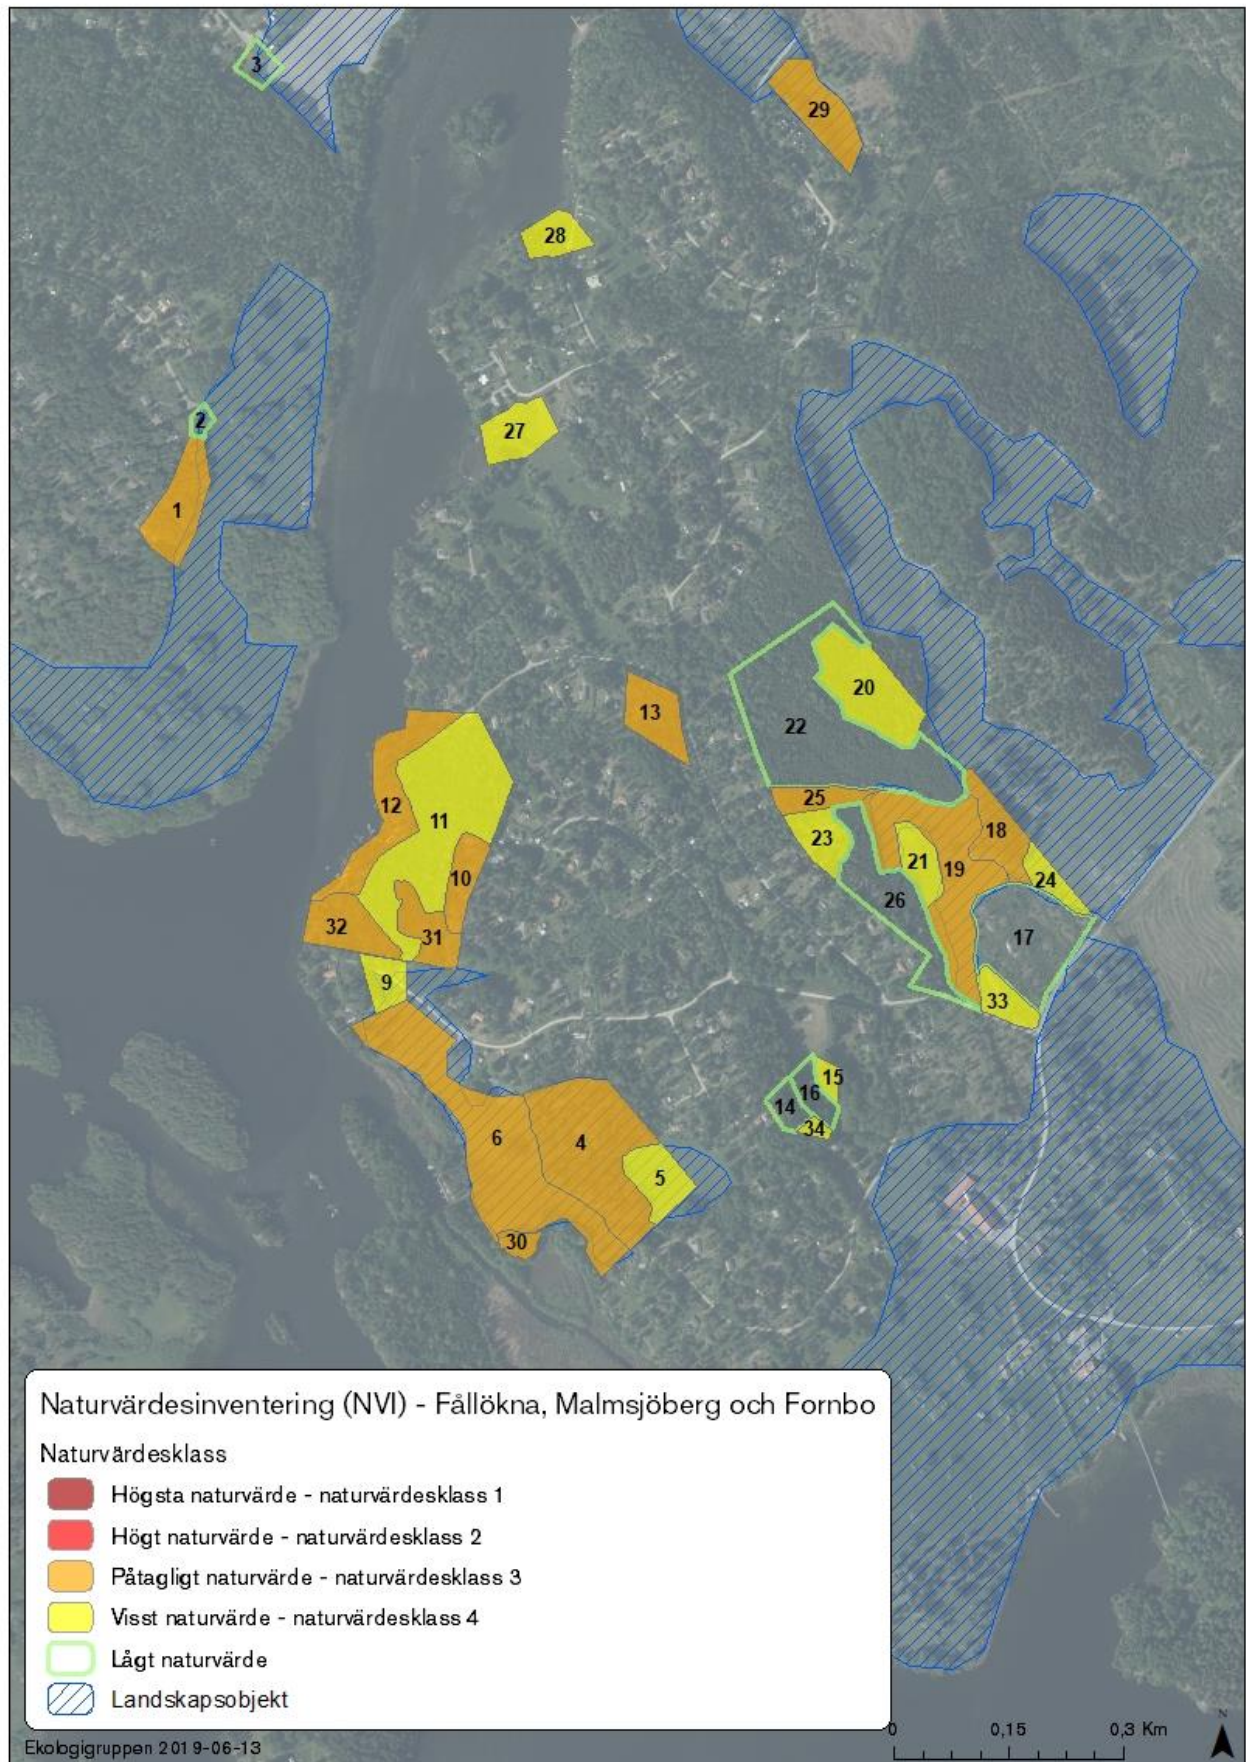 3
29
28
2
27
1
20
13
22
25
12
11
18
23
21
19
24
10
26
32
31
17
9
33
15
16
14
6
34
4
5
30
Naturvärdesinventering (NVI) - Fållökna, Malmsjöberg och Fornbo
Naturvärdesklass
Högsta naturvärde - naturvärdesklass 1
Högt naturvärde - naturvärdesklass 2
Påtagligt naturvärde - naturvärdesklass 3
Visst naturvärde - naturvärdesklass 4
Lågt naturvärde
Landskapsobjekt
N
0 0,15 0,3 Km
Ekologigruppen 2019-06-13